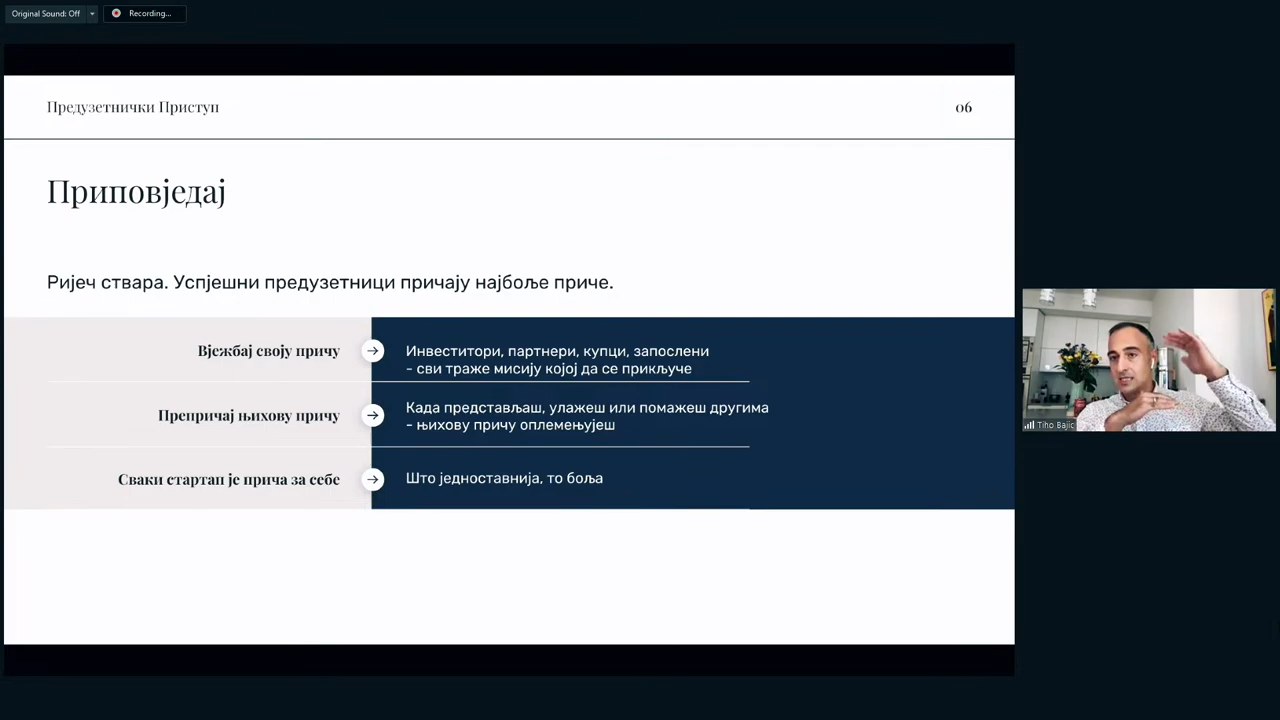 Original Sound: Off
Recording...
Предузетнички Приступ
06
Приповједај
Ријеч ствара. Успјешни предузетници причају најбоље приче.
Вјежбај своју причу
Инвеститори, партнери, купци, запослени
- сви траже мисију којој да се прикључе
Препричај њихову причу
Када представљаш, улажеш или помажеш другима
- њихову причу оплемењујеш
Сваки стартап је прича за себе
Што једноставнија, то боља
Tiho Bajic